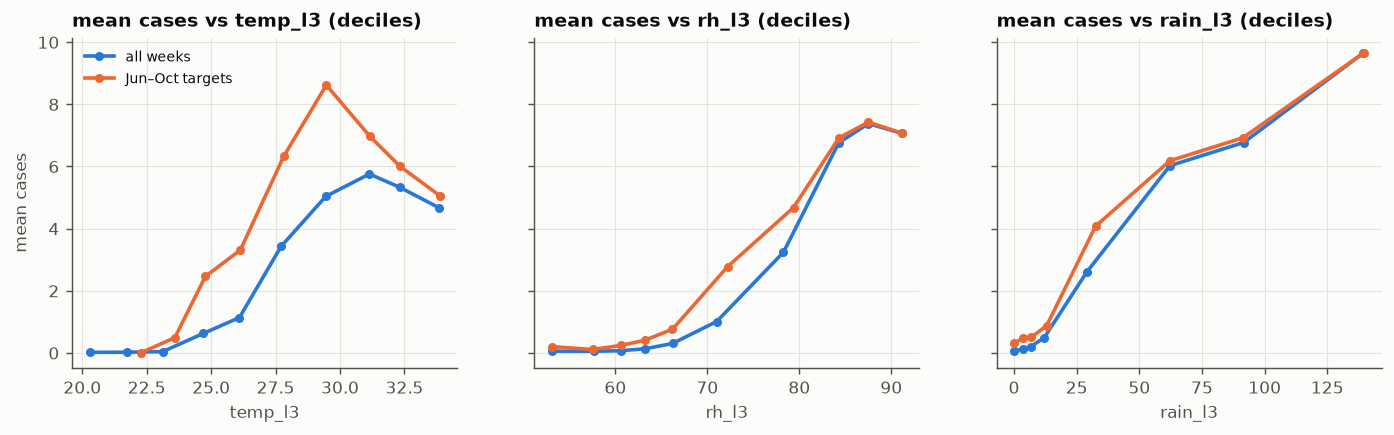 mean cases vs temp_l3 (deciles)
mean cases vs rh_l3 (deciles)
mean cases vs rain_l3 (deciles)
all weeks
Jun–Oct targets
mean cases
10
8
6
4
2
0
20.0 22.5 25.0 27.5 30.0 32.5
temp_l3
60 70 80 90
rh_l3
0 25 50 75 100 125
rain_l3